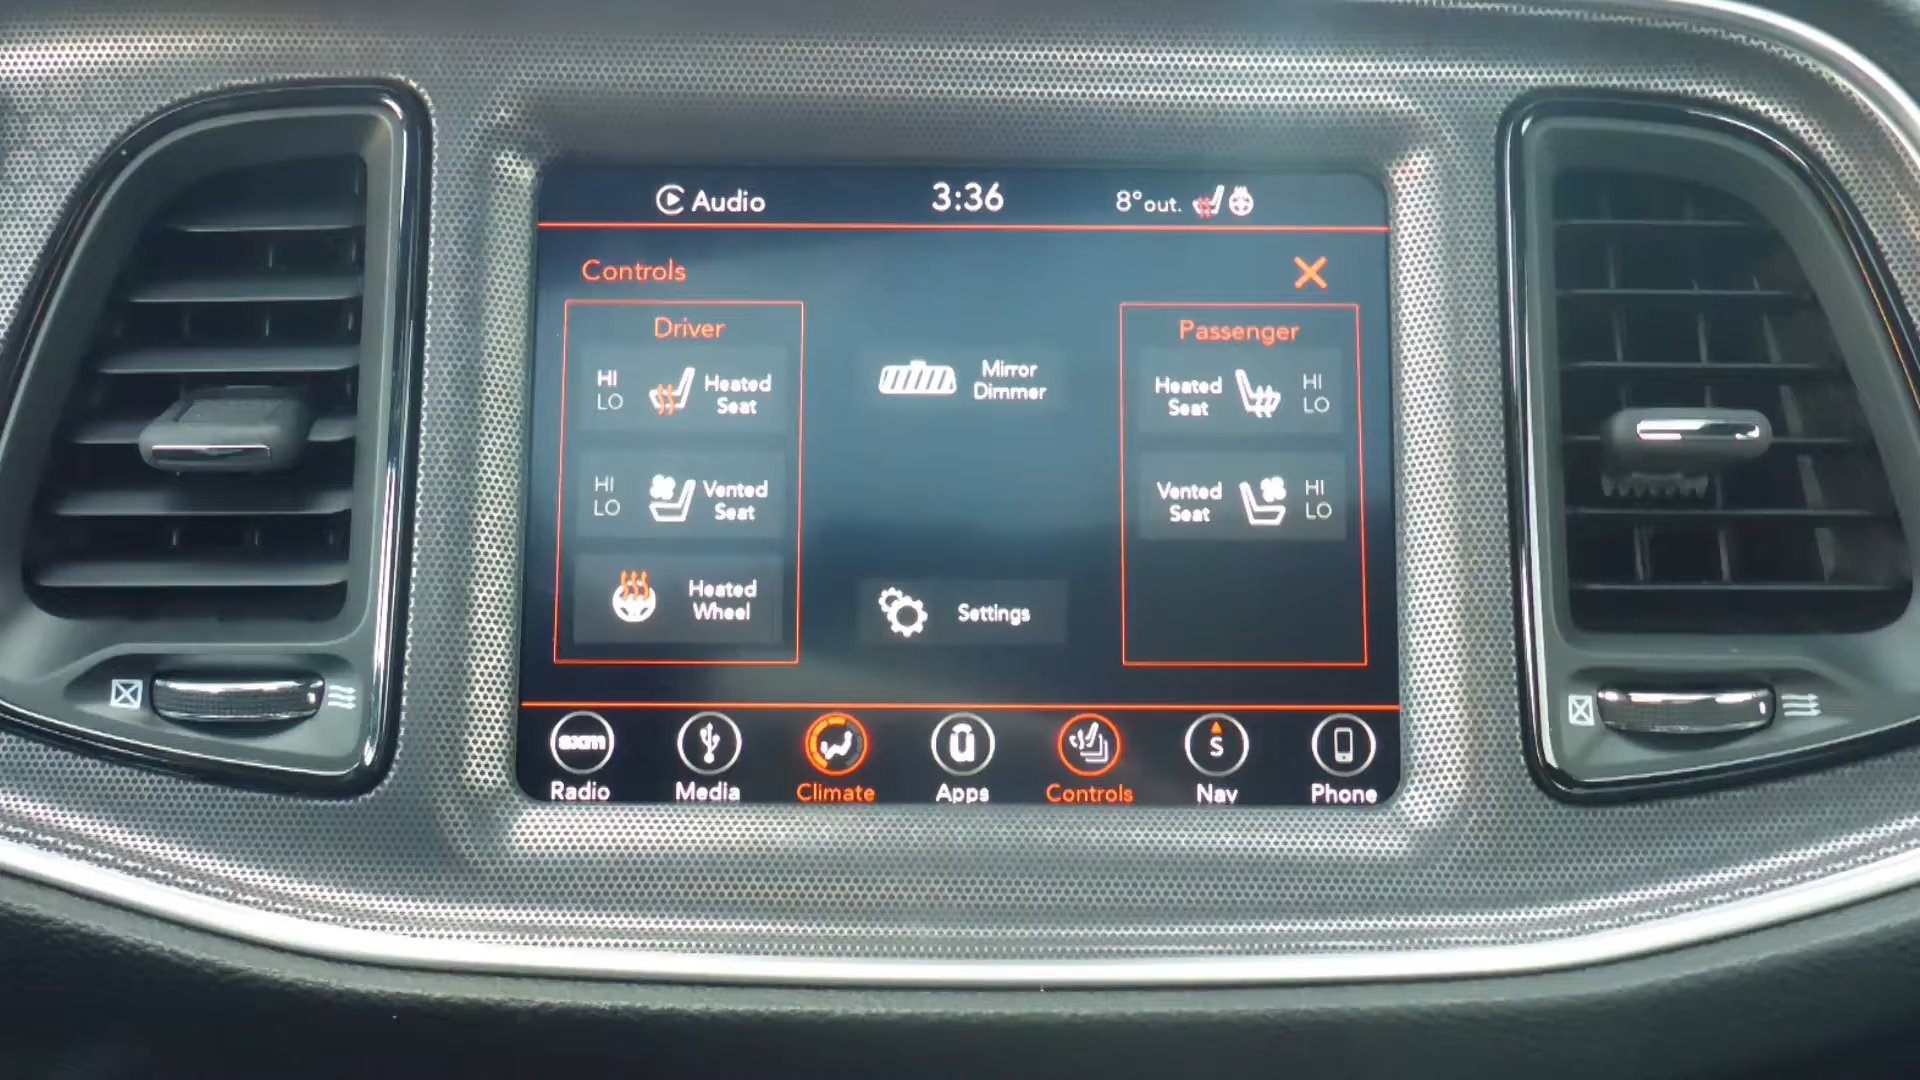 Audio
3:36
8°out.
Controls
Driver
HI
LO
Heated
Seat
HI
LO
Vented
Seat
Heated
Wheel
Mirror
Dimmer
Settings
Passenger
Heated
Seat
HI
LO
Vented
Seat
HI
LO
sxm
S
Radio
Media
Climate
Apps
Controls
Nav
Phone